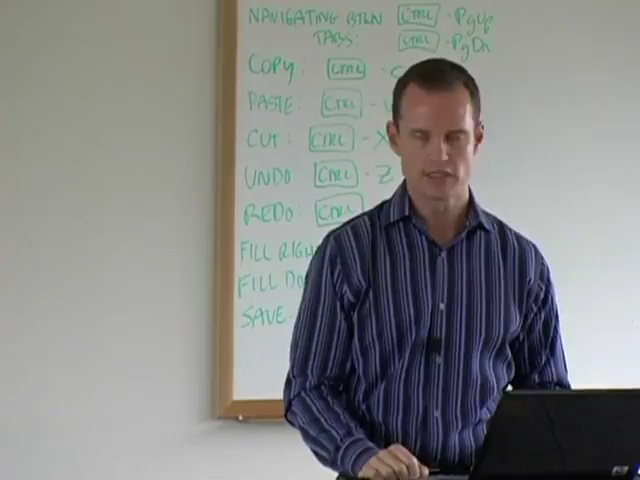 NAVIGATING BTWN CTRL - PgUp
TABS: CTRL - PgDn
COPY: CTRL - C
PASTE: CTRL -
CUT: CTRL - X
UNDO CTRL - Z
REDO: CTRL
FILL RIGH
FILL DO
SAVE
hp